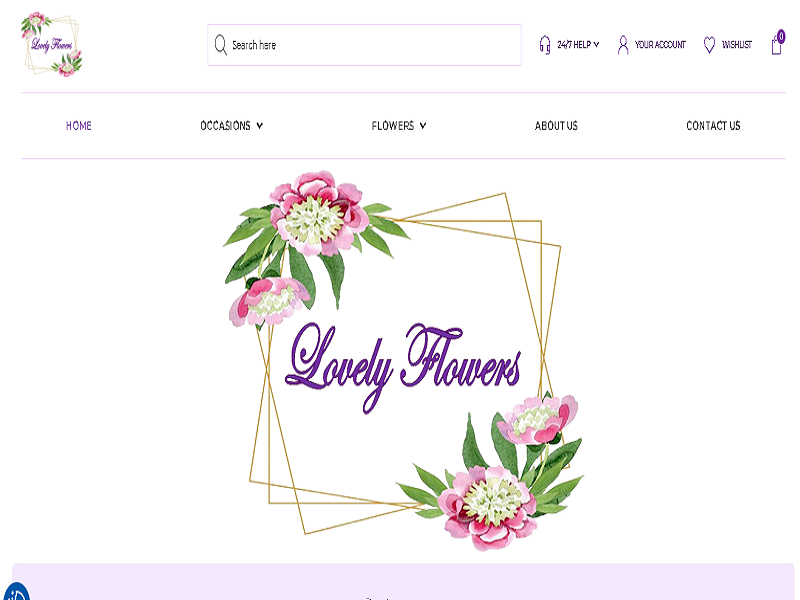 Lovely Flowers
Search here
24/7 HELP
YOUR ACCOUNT
WISHLIST
0
HOME
OCCASIONS
FLOWERS
ABOUT US
CONTACT US
Lovely Flowers